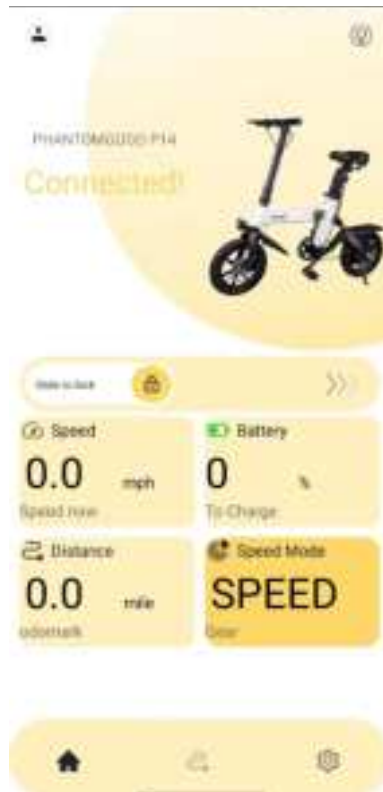 PHANTOMGOGO P14
Connected!
Slide to lock
Speed
Battery
0.0 mph
0 %
Speed now
To Charge
Distance
Speed Mode
0.0 mile
SPEED
Gear